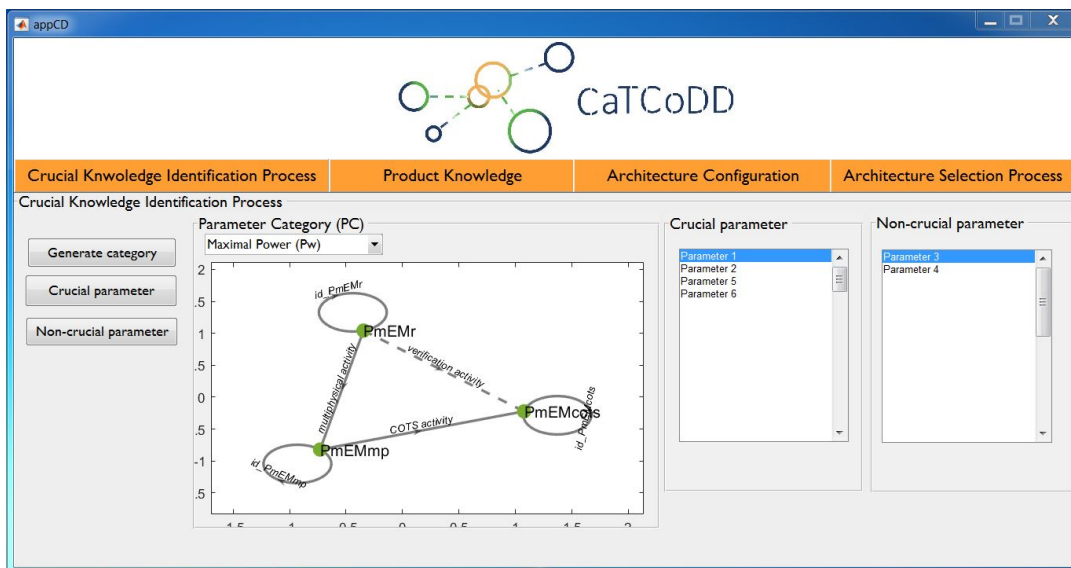 appCD
CaTCoDD
Crucial Knwoledge Identification Process
Product Knowledge
Architecture Configuration
Architecture Selection Process
Crucial Knowledge Identification Process
Generate category
Crucial parameter
Non-crucial parameter
Parameter Category (PC)
Maximal Power (Pw)
2
.5
1
.5
0
.5
-1
.5
id_PmEMr
PmEMr
multiphysical activity
verification activity
COTS activity
PmEMcots
id_PmEMcots
PmEMmp
id_PmEMmp
1.5
1
0.5
0
0.5
1
1.5
2
Crucial parameter
Parameter 1
Parameter 2
Parameter 5
Parameter 6
Non-crucial parameter
Parameter 3
Parameter 4